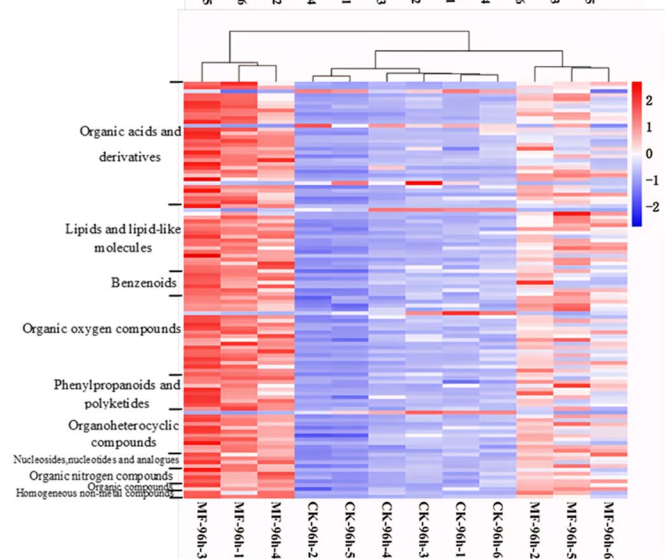 Organic acids and
derivatives
Lipids and lipid-like
molecules
Benzenoids
Organic oxygen compounds
Phenylpropanoids and
polyketides
Organoheterocyclic
compounds
Nucleosides,nucleotides and analogues
Organic nitrogen compounds
Organic compounds
Homogeneous non-metal compounds
2
1
0
−1
−2
MF-96h-3
MF-96h-1
MF-96h-4
CK-96h-2
CK-96h-5
CK-96h-4
CK-96h-3
CK-96h-1
CK-96h-6
MF-96h-2
MF-96h-5
MF-96h-6